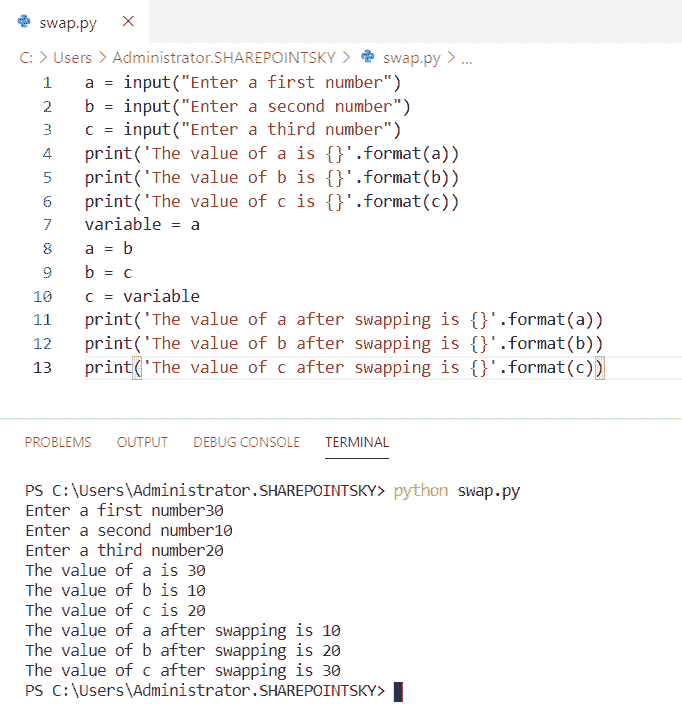 swap.py ×
C: > Users > Administrator.SHAREPOINTSKY > swap.py > ...
1 a = input("Enter a first number")
2 b = input("Enter a second number")
3 c = input("Enter a third number")
4 print('The value of a is {}'.format(a))
5 print('The value of b is {}'.format(b))
6 print('The value of c is {}'.format(c))
7 variable = a
8 a = b
9 b = c
10 c = variable
11 print('The value of a after swapping is {}'.format(a))
12 print('The value of b after swapping is {}'.format(b))
13 print('The value of c after swapping is {}'.format(c))
PROBLEMS OUTPUT DEBUG CONSOLE TERMINAL
PS C:\Users\Administrator.SHAREPOINTSKY> python swap.py
Enter a first number30
Enter a second number10
Enter a third number20
The value of a is 30
The value of b is 10
The value of c is 20
The value of a after swapping is 10
The value of b after swapping is 20
The value of c after swapping is 30
PS C:\Users\Administrator.SHAREPOINTSKY>